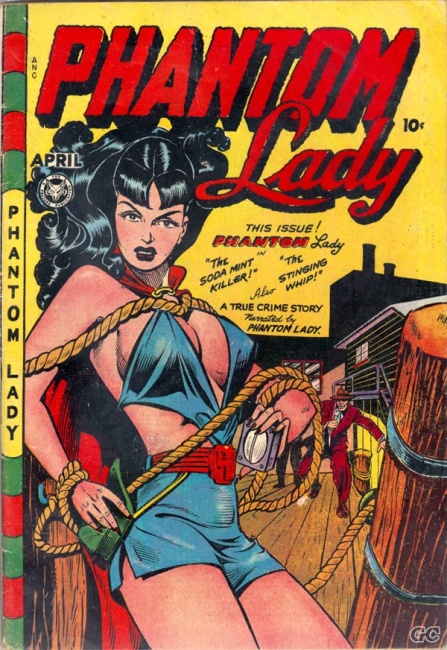 ANC
PHANTOM
Lady
10¢
APRIL
PHANTOM LADY
THIS ISSUE!
PHANTOM Lady
IN
"THE
SODA MINT
KILLER!"
"THE
STINGING
WHIP!"
Also
A TRUE CRIME STORY
Narrated by
PHANTOM LADY.
GC